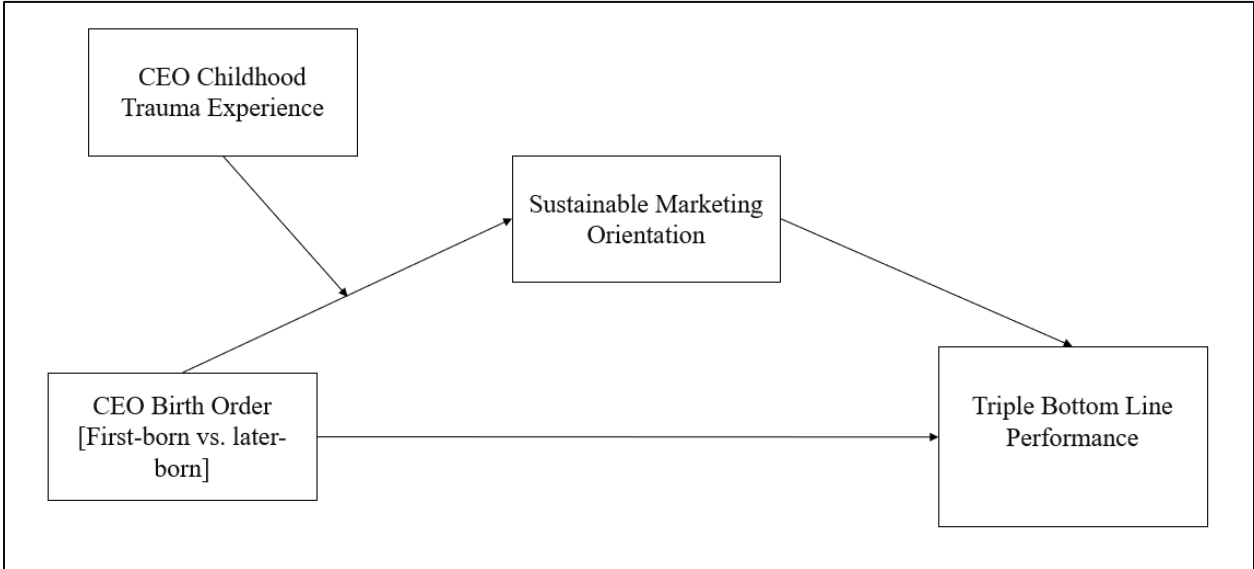 CEO Childhood
Trauma Experience
Sustainable Marketing
Orientation
CEO Birth Order
[First-born vs. later-
born]
Triple Bottom Line
Performance